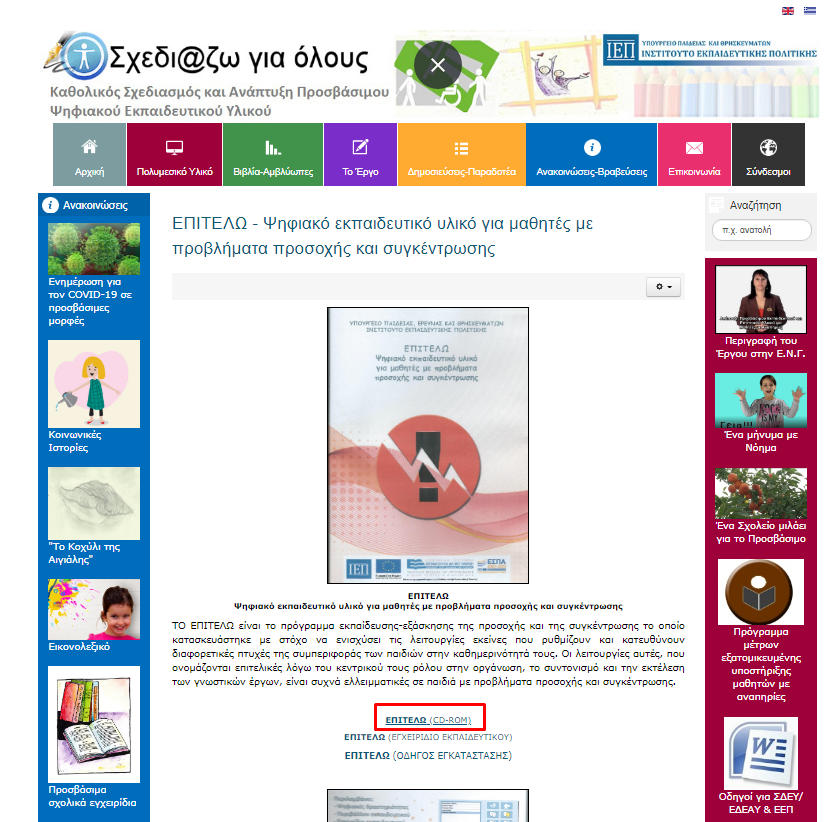 Σχεδι@ζω για όλους
Καθολικός Σχεδιασμός και Ανάπτυξη Προσβάσιμου
Ψηφιακού Εκπαιδευτικού Υλικού
ΙΕΠ
ΥΠΟΥΡΓΕΙΟ ΠΑΙΔΕΙΑΣ ΚΑΙ ΘΡΗΣΚΕΥΜΑΤΩΝ
ΙΝΣΤΙΤΟΥΤΟ ΕΚΠΑΙΔΕΥΤΙΚΗΣ ΠΟΛΙΤΙΚΗΣ
Αρχική
Πολυμεσικό Υλικό
Βιβλία-Αμβλύωπες
Το Έργο
Δημοσιεύσεις-Παραδοτέα
Ανακοινώσεις-Βραβεύσεις
Επικοινωνία
Σύνδεσμοι
Ανακοινώσεις
Ενημέρωση για
τον COVID-19 σε
προσβάσιμες
μορφές
Κοινωνικές
Ιστορίες
"Το Κοχύλι της
Αιγιάλης"
Εικονολεξικό
Προσβάσιμα
σχολικά εγχειρίδια
ΕΠΙΤΕΛΩ - Ψηφιακό εκπαιδευτικό υλικό για μαθητές με
προβλήματα προσοχής και συγκέντρωσης
ΥΠΟΥΡΓΕΙΟ ΠΑΙΔΕΙΑΣ, ΕΡΕΥΝΑΣ ΚΑΙ ΘΡΗΣΚΕΥΜΑΤΩΝ
ΙΝΣΤΙΤΟΥΤΟ ΕΚΠΑΙΔΕΥΤΙΚΗΣ ΠΟΛΙΤΙΚΗΣ
ΕΠΙΤΕΛΩ
Ψηφιακό εκπαιδευτικό υλικό
για μαθητές με προβλήματα
προσοχής και συγκέντρωσης
ΙΕΠ
ΕΣΠΑ
ΕΠΙΤΕΛΩ
Ψηφιακό εκπαιδευτικό υλικό για μαθητές με προβλήματα προσοχής και συγκέντρωσης
ΤΟ ΕΠΙΤΕΛΩ είναι το πρόγραμμα εκπαίδευσης-εξάσκησης της προσοχής και της συγκέντρωσης το οποίο
κατασκευάστηκε με στόχο να ενισχύσει τις λειτουργίες εκείνες που ρυθμίζουν και κατευθύνουν
διαφορετικές πτυχές της συμπεριφοράς των παιδιών στην καθημερινότητά τους. Οι λειτουργίες αυτές, που
ονομάζονται επιτελικές λόγω του κεντρικού τους ρόλου στην οργάνωση, το συντονισμό και την εκτέλεση
των γνωστικών έργων, είναι συχνά ελλειμματικές σε παιδιά με προβλήματα προσοχής και συγκέντρωσης.
ΕΠΙΤΕΛΩ (CD-ROM)
ΕΠΙΤΕΛΩ (ΕΓΧΕΙΡΙΔΙΟ ΕΚΠΑΙΔΕΥΤΙΚΟΥ)
ΕΠΙΤΕΛΩ (ΟΔΗΓΟΣ ΕΓΚΑΤΑΣΤΑΣΗΣ)
Αναζήτηση
π.χ. ανατολή
Περιγραφή του
Έργου στην Ε.Ν.Γ.
Ένα μήνυμα με
Νόημα
Ένα Σχολείο μιλάει
για το Προσβάσιμο
Πρόγραμμα
μέτρων
εξατομικευμένης
υποστήριξης
μαθητών με
αναπηρίες
Οδηγοί για ΣΔΕΥ/
ΕΔΕΑΥ & ΕΕΠ